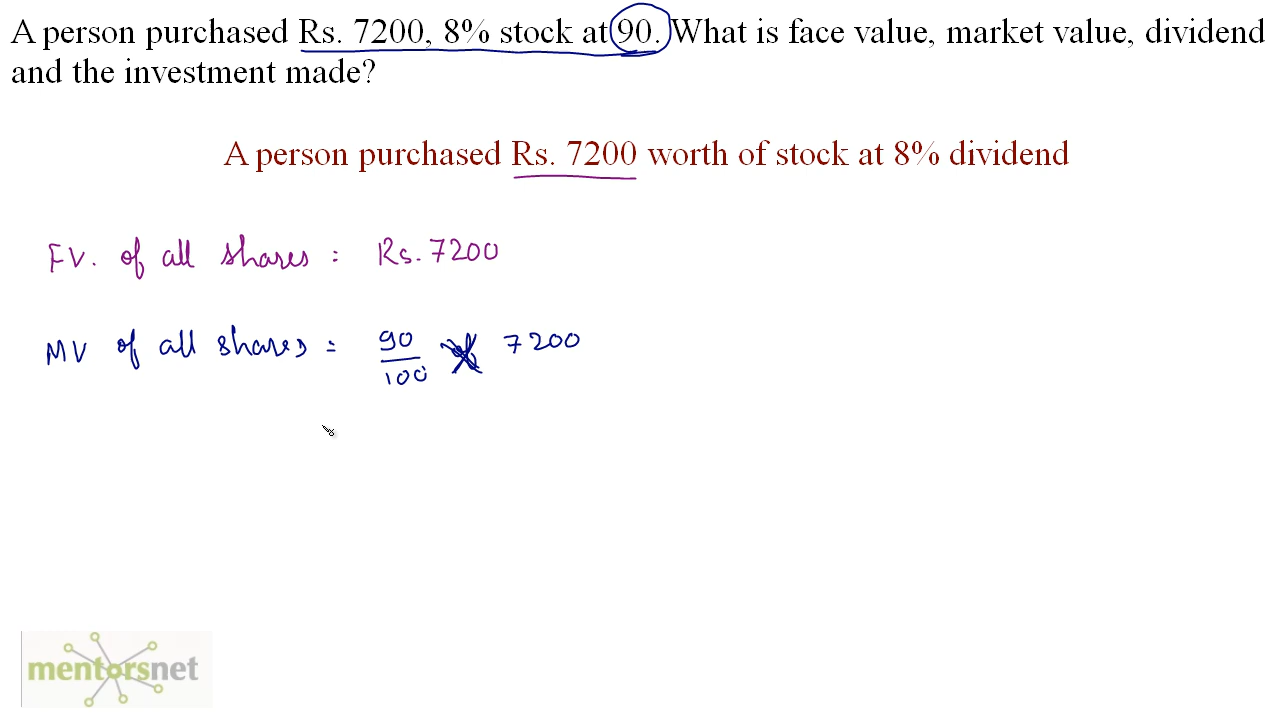 A person purchased Rs. 7200, 8% stock at 90. What is face value, market value, dividend
and the investment made?
A person purchased Rs. 7200 worth of stock at 8% dividend
FV. of all shares = Rs. 7200
MV of all shares = 90/100 × 7200
mentorsnet